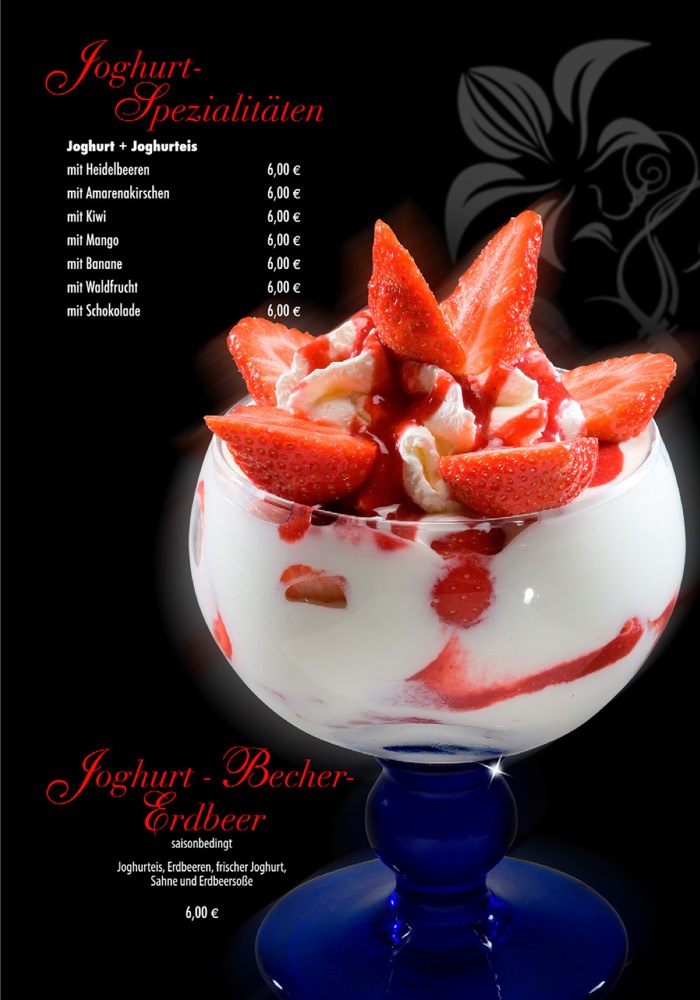 Joghurt-
Spezialitäten
Joghurt + Joghurteis
mit Heidelbeeren 6,00 €
mit Amarenakirschen 6,00 €
mit Kiwi 6,00 €
mit Mango 6,00 €
mit Banane 6,00 €
mit Waldfrucht 6,00 €
mit Schokolade 6,00 €
Joghurt - Becher-
Erdbeer
saisonbedingt
Joghurteis, Erdbeeren, frischer Joghurt,
Sahne und Erdbeersoße
6,00 €